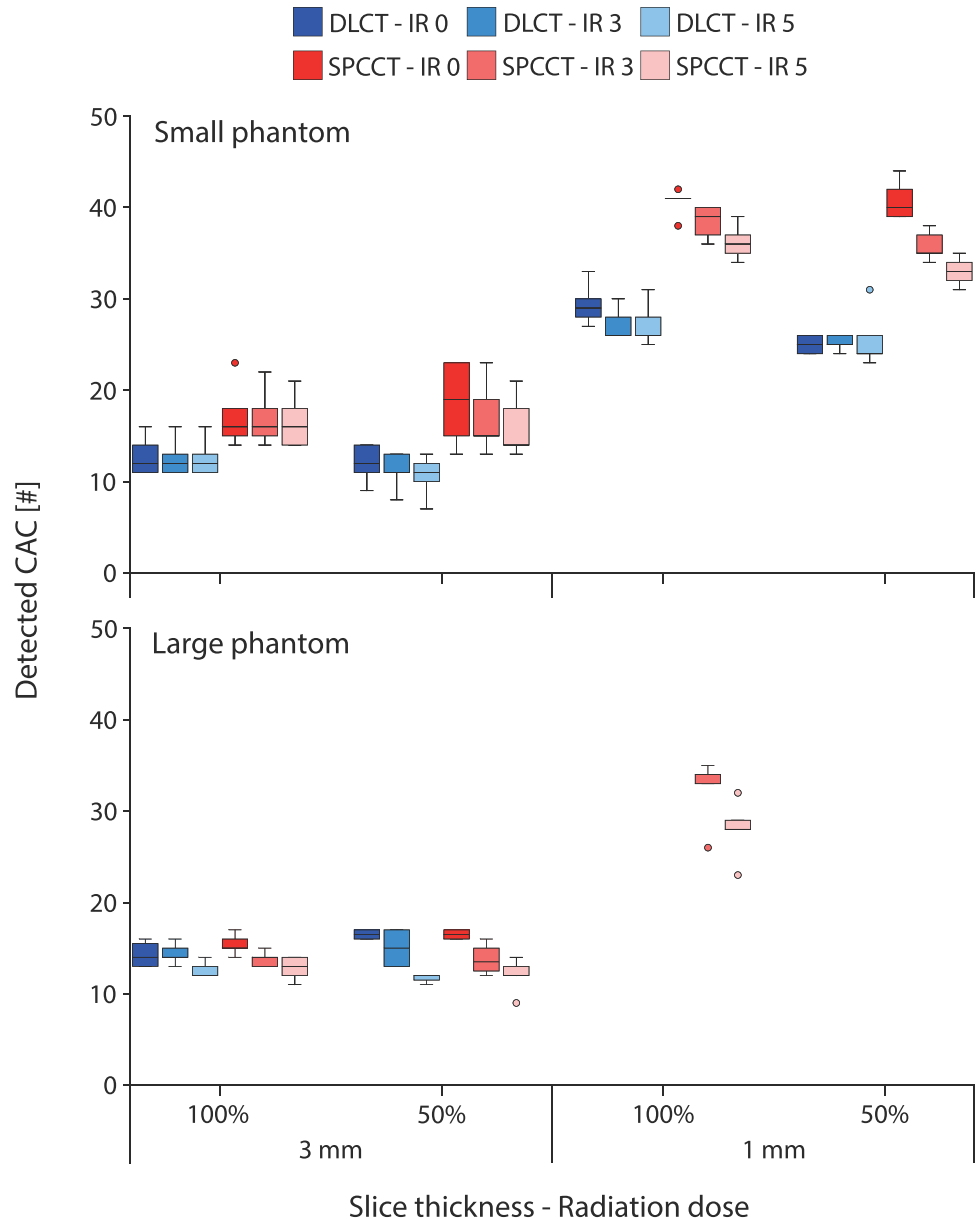 DLCT - IR 0 DLCT - IR 3 DLCT - IR 5
SPCCT - IR 0 SPCCT - IR 3 SPCCT - IR 5
Detected CAC [#]
Small phantom
50
40
30
20
10
0
Large phantom
50
40
30
20
10
0
100% 50% 100% 50%
3 mm 1 mm
Slice thickness - Radiation dose